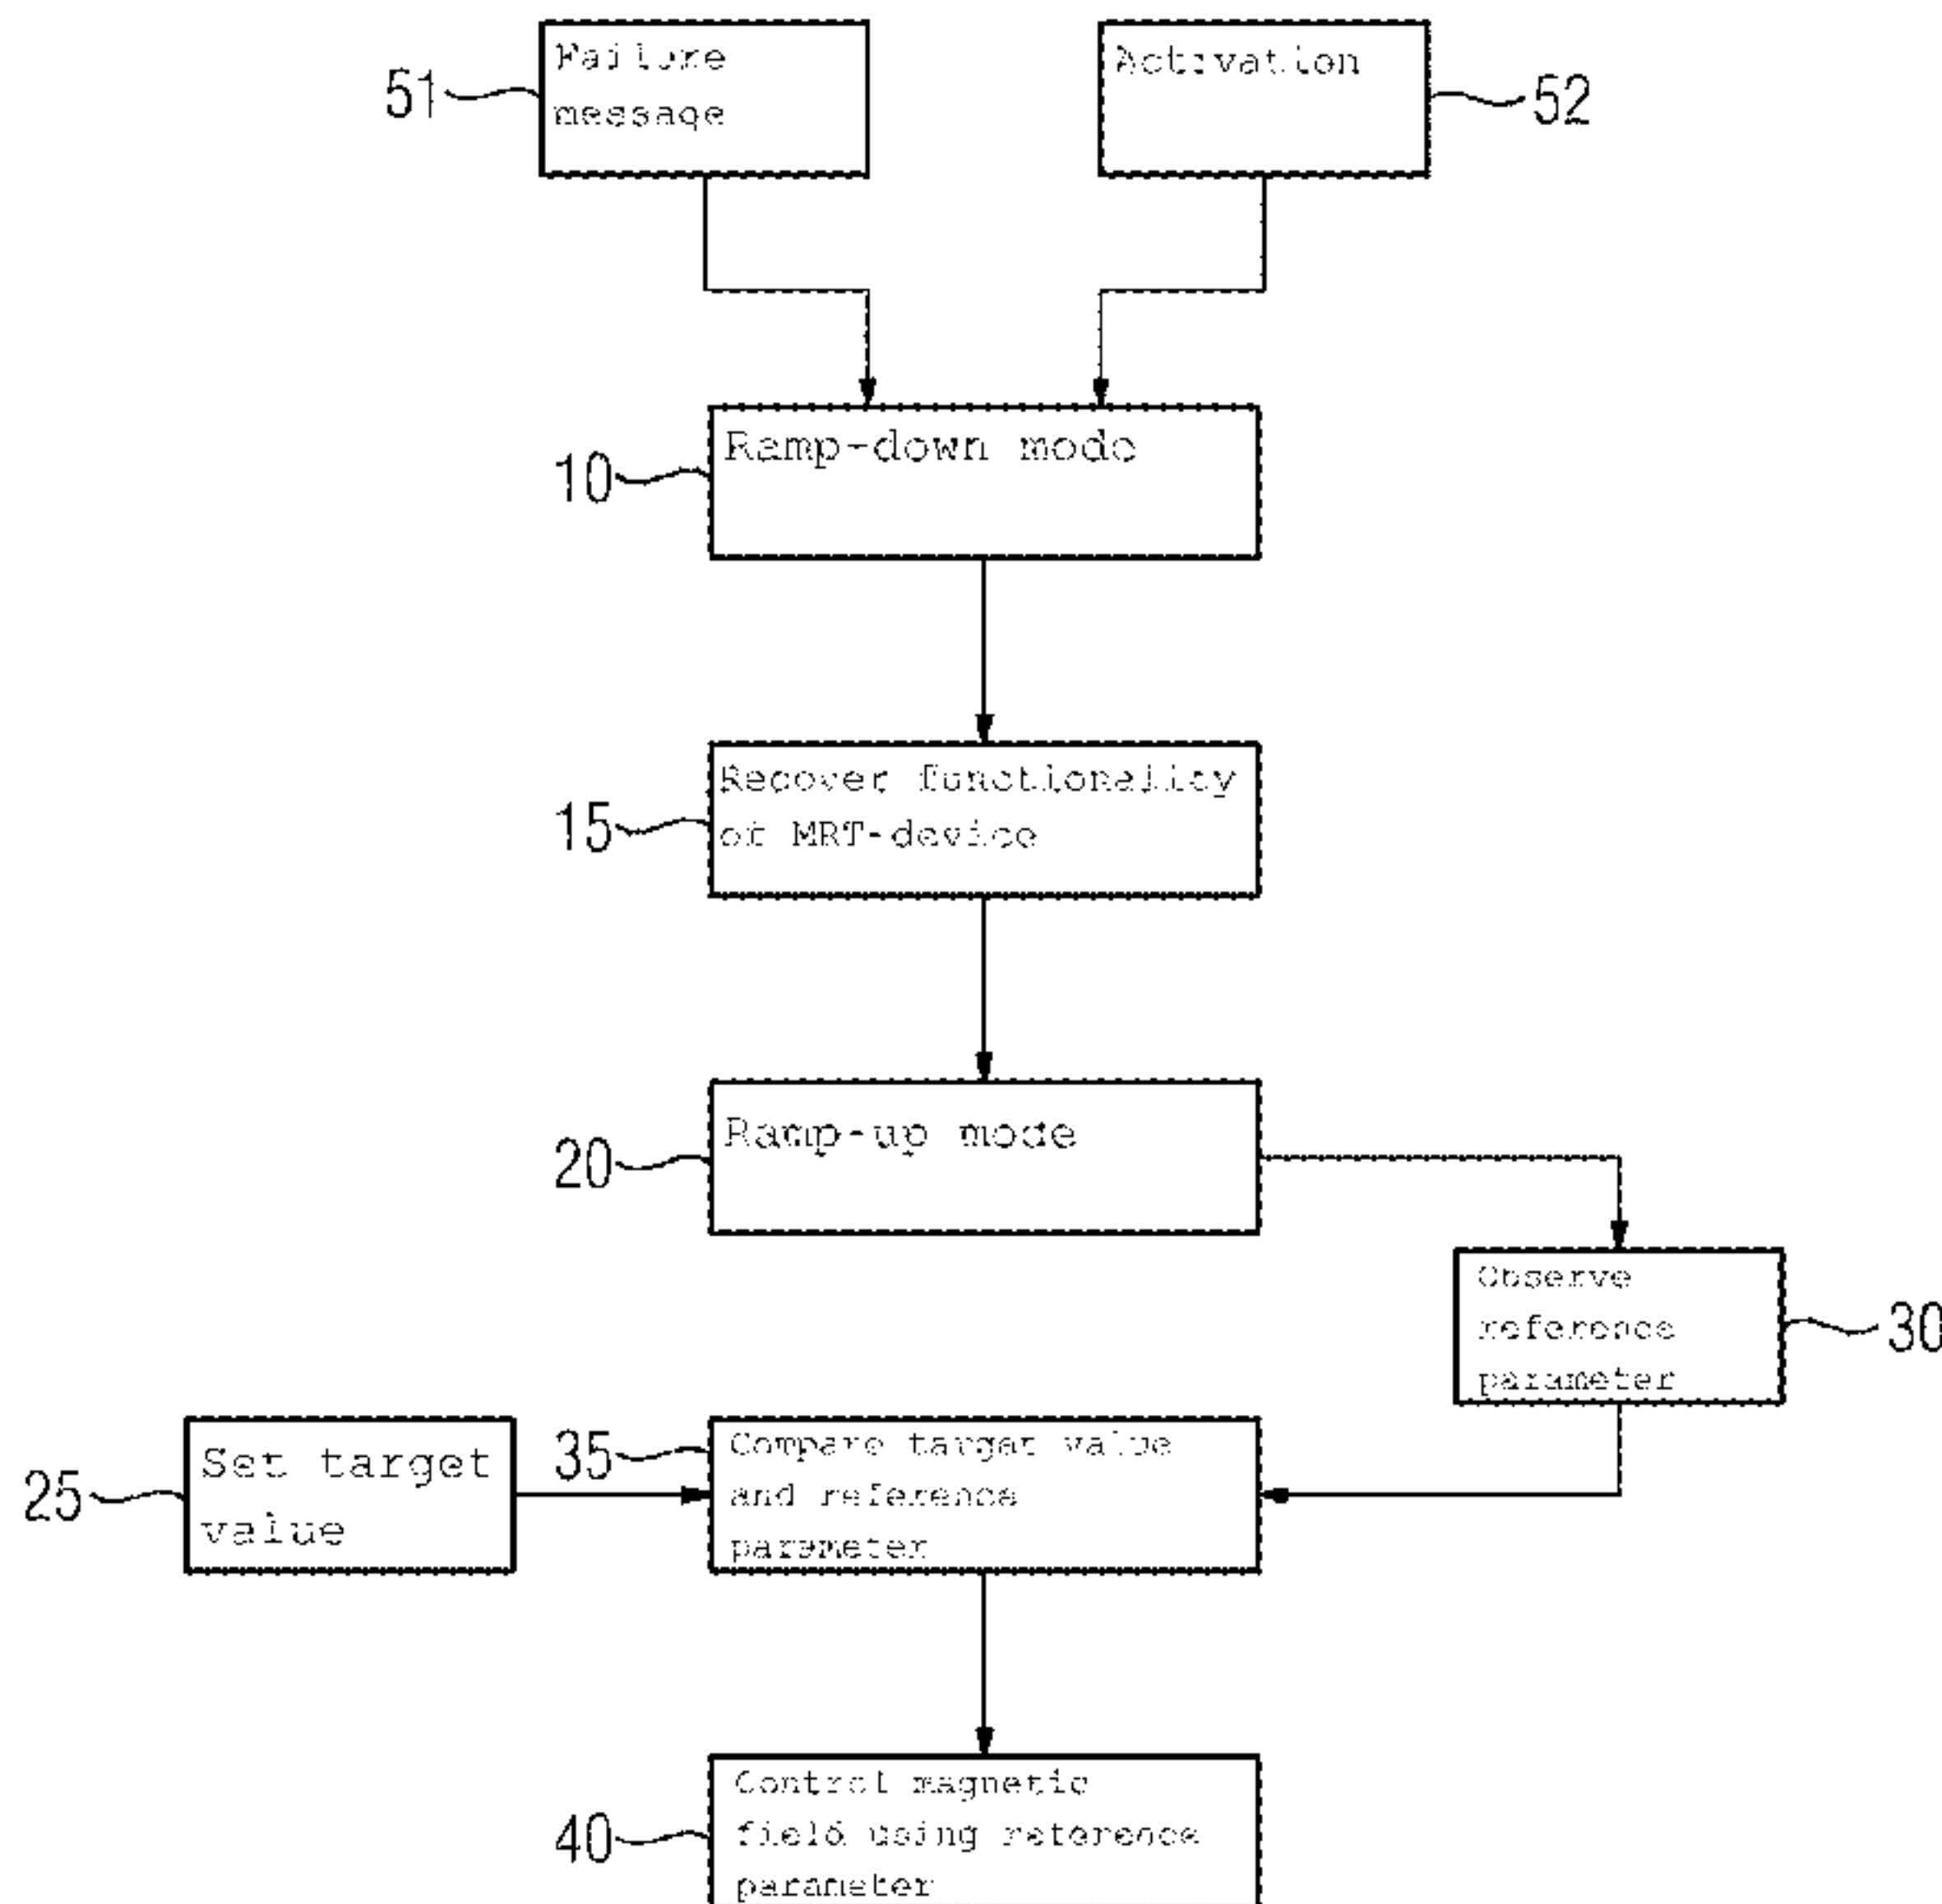 Failure
message
51
Activation
52
Ramp-down mode
10
Recover functionality
of MRT-device
15
Ramp-up mode
20
Observe
reference
parameter
30
Set target
value
25
35
Compare target value
and reference
parameter
Control magnetic
field using reference
parameter
40